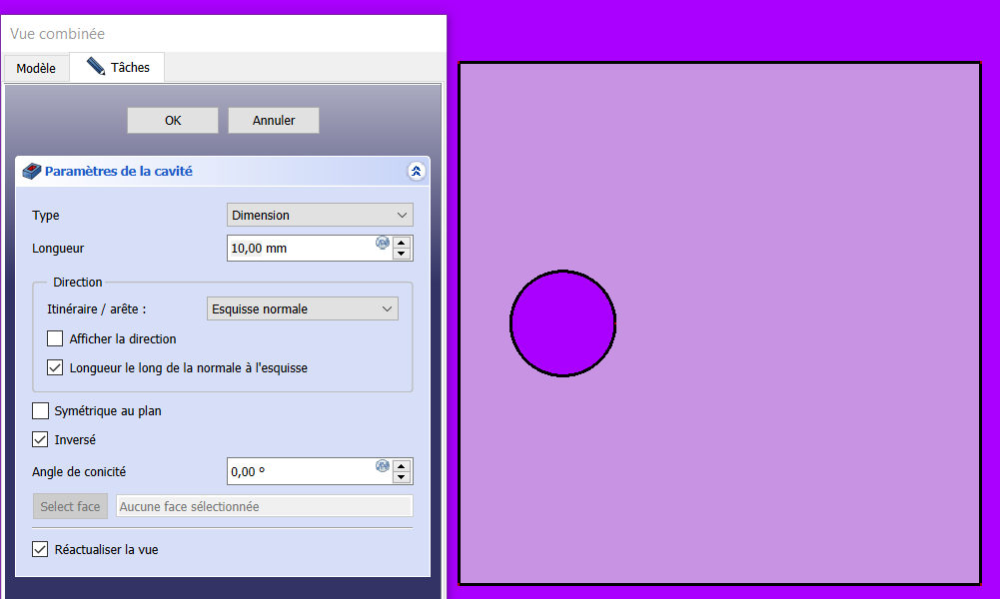 Vue combinée
Modèle
Tâches
OK
Annuler
Paramètres de la cavité
Type
Dimension
Longueur
10,00 mm
Direction
Itinéraire / arête :
Esquisse normale
Afficher la direction
Longueur le long de la normale à l'esquisse
Symétrique au plan
Inversé
Angle de conicité
0,00 °
Select face
Aucune face sélectionnée
Réactualiser la vue